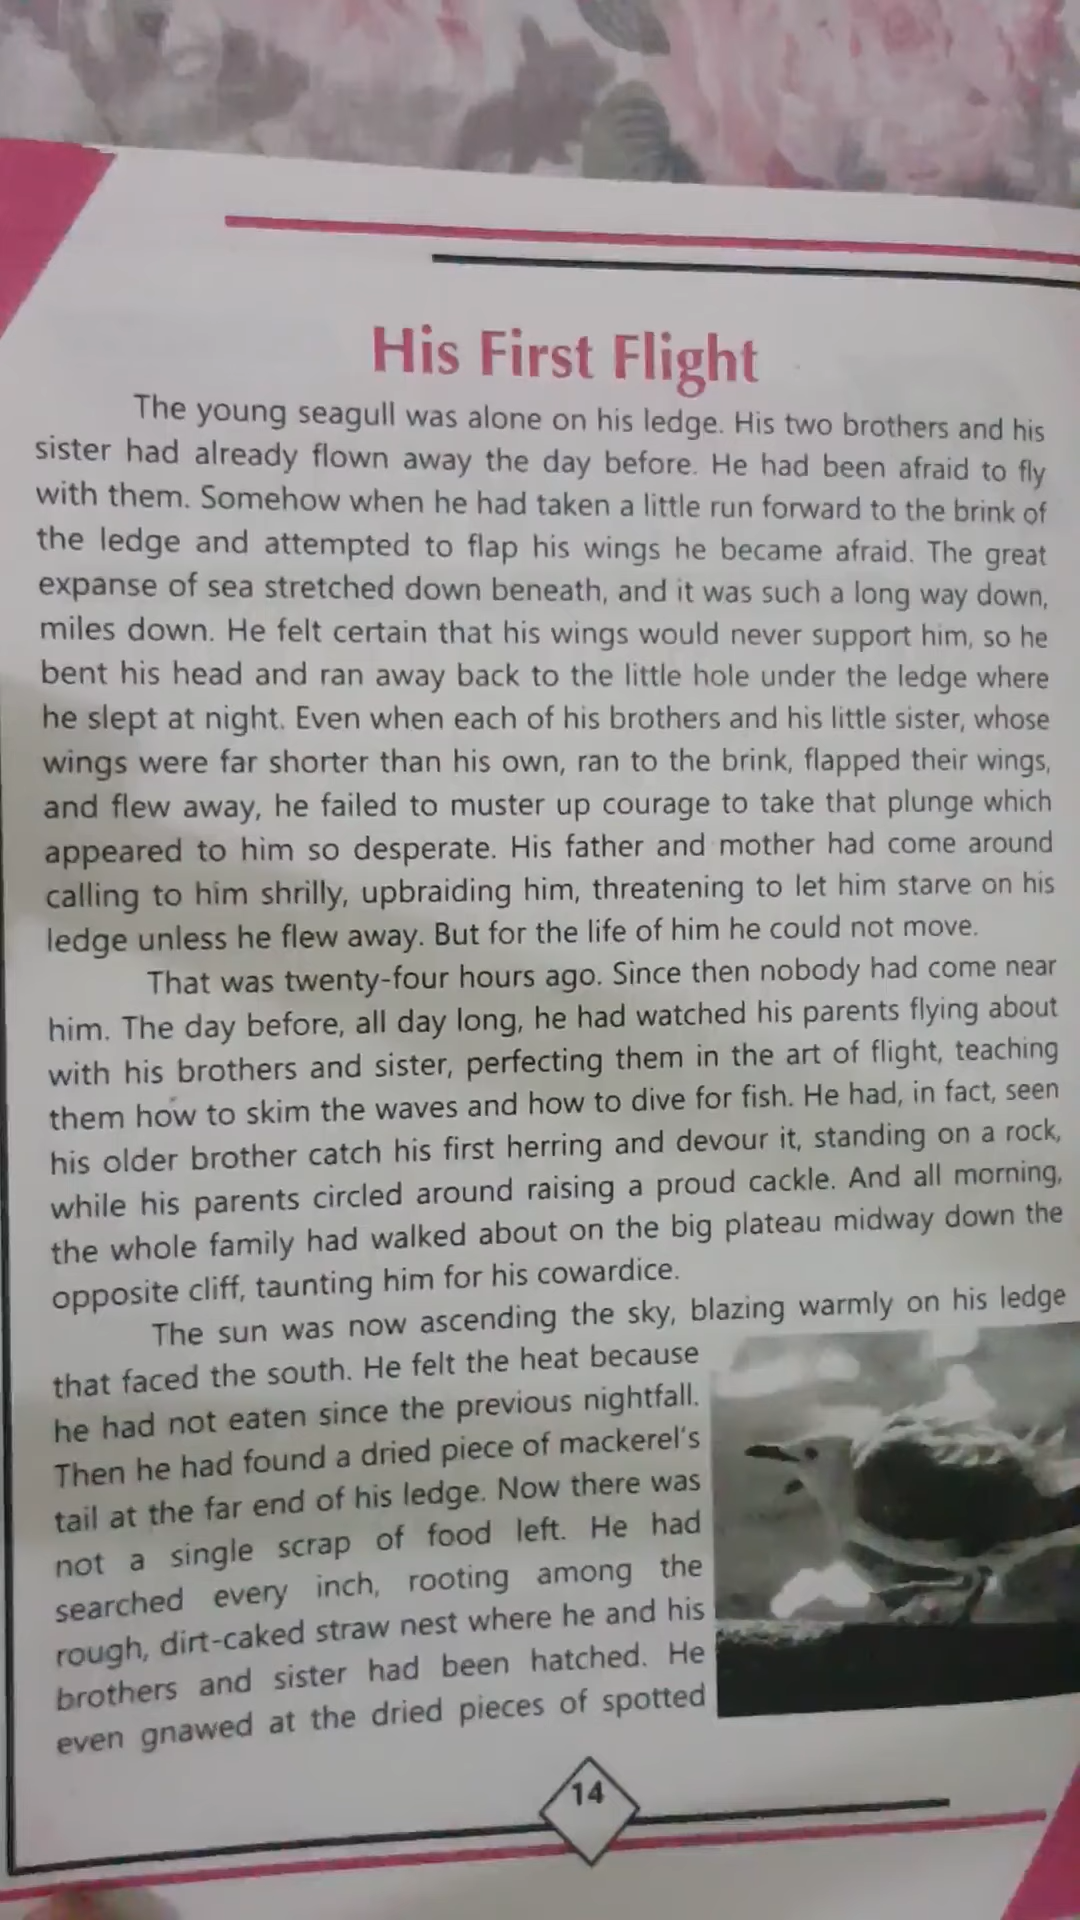 His First Flight
The young seagull was alone on his ledge. His two brothers and his
sister had already flown away the day before. He had been afraid to fly
with them. Somehow when he had taken a little run forward to the brink of
the ledge and attempted to flap his wings he became afraid. The great
expanse of sea stretched down beneath, and it was such a long way down,
miles down. He felt certain that his wings would never support him, so he
bent his head and ran away back to the little hole under the ledge where
he slept at night. Even when each of his brothers and his little sister, whose
wings were far shorter than his own, ran to the brink, flapped their wings,
and flew away, he failed to muster up courage to take that plunge which
appeared to him so desperate. His father and mother had come around
calling to him shrilly, upbraiding him, threatening to let him starve on his
ledge unless he flew away. But for the life of him he could not move.
That was twenty-four hours ago. Since then nobody had come near
him. The day before, all day long, he had watched his parents flying about
with his brothers and sister, perfecting them in the art of flight, teaching
them how to skim the waves and how to dive for fish. He had, in fact, seen
his older brother catch his first herring and devour it, standing on a rock,
while his parents circled around raising a proud cackle. And all morning,
the whole family had walked about on the big plateau midway down the
opposite cliff, taunting him for his cowardice.
The sun was now ascending the sky, blazing warmly on his ledge
that faced the south. He felt the heat because
he had not eaten since the previous nightfall.
Then he had found a dried piece of mackerel's
tail at the far end of his ledge. Now there was
not a single scrap of food left. He had
searched every inch, rooting among the
rough, dirt-caked straw nest where he and his
brothers and sister had been hatched. He
even gnawed at the dried pieces of spotted
14